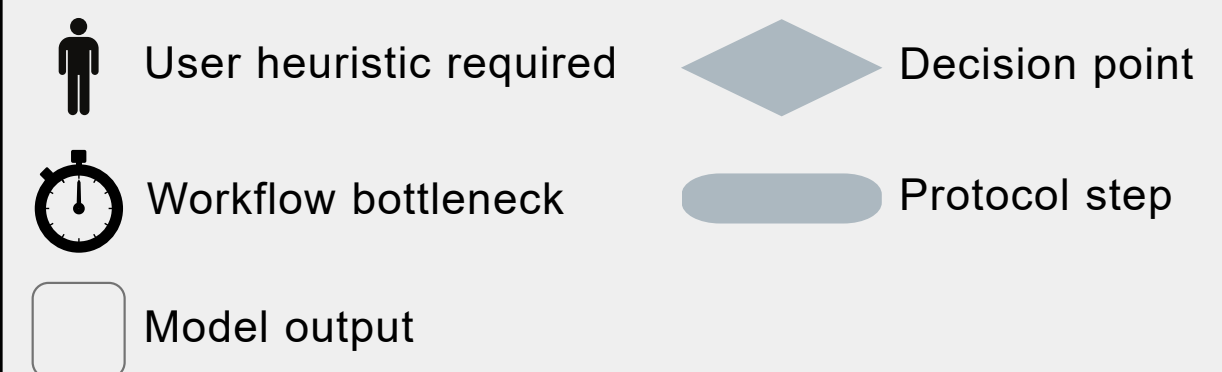 User heuristic required
Decision point
Workflow bottleneck
Protocol step
Model output